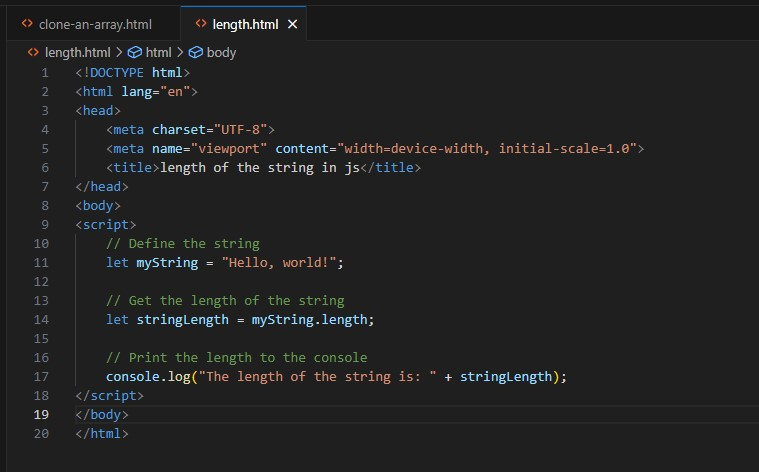 clone-an-array.html
length.html
length.html > html > body
1 <!DOCTYPE html>
2 <html lang="en">
3 <head>
4     <meta charset="UTF-8">
5     <meta name="viewport" content="width=device-width, initial-scale=1.0">
6     <title>length of the string in js</title>
7 </head>
8 <body>
9 <script>
10     // Define the string
11     let myString = "Hello, world!";
12
13     // Get the length of the string
14     let stringLength = myString.length;
15
16     // Print the length to the console
17     console.log("The length of the string is: " + stringLength);
18 </script>
19 </body>
20 </html>